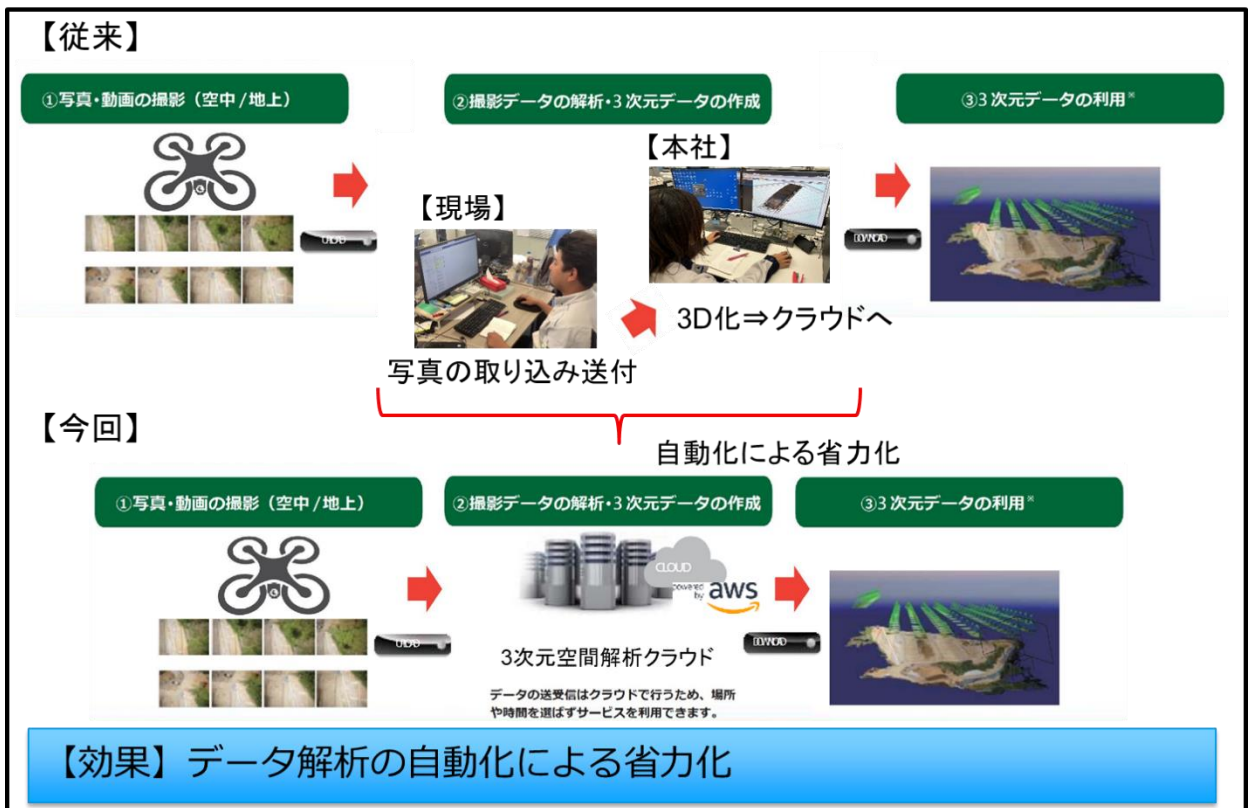 【従来】
①写真・動画の撮影（空中/地上）
②撮影データの解析・3次元データの作成
③3次元データの利用※
【本社】
【現場】
3D化⇒クラウドへ
写真の取り込み送付
【今回】
自動化による省力化
①写真・動画の撮影（空中/地上）
②撮影データの解析・3次元データの作成
③3次元データの利用※
CLOUD
powered
by aws
3次元空間解析クラウド
データの送受信はクラウドで行うため、場所
や時間を選ばずサービスを利用できます。
【効果】データ解析の自動化による省力化